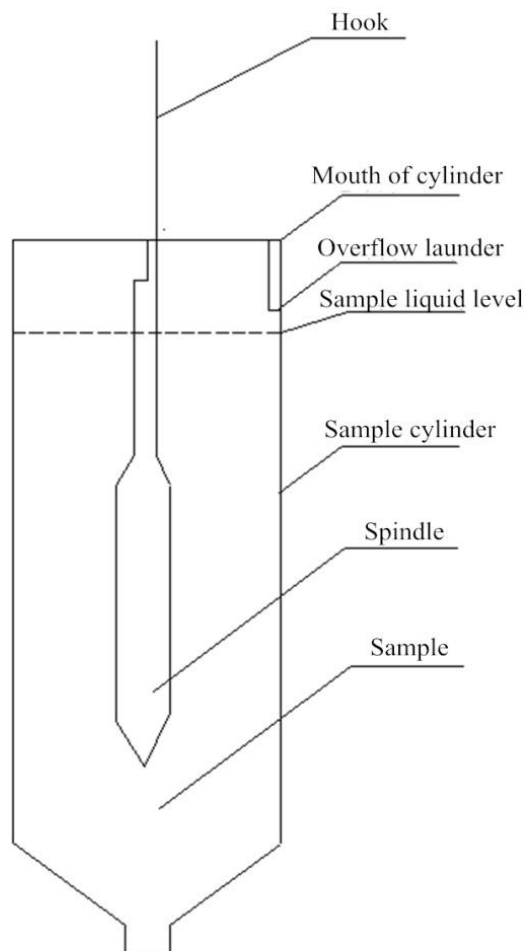 Hook
Mouth of cylinder
Overflow launder
Sample liquid level
Sample cylinder
Spindle
Sample